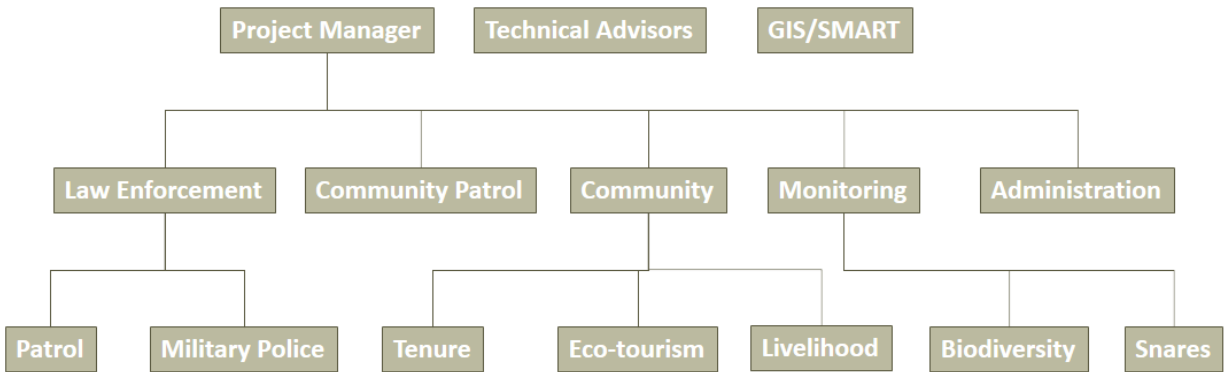 Project Manager
Technical Advisors
GIS/SMART
Law Enforcement
Community Patrol
Community
Monitoring
Administration
Patrol
Military Police
Tenure
Eco-tourism
Livelihood
Biodiversity
Snares